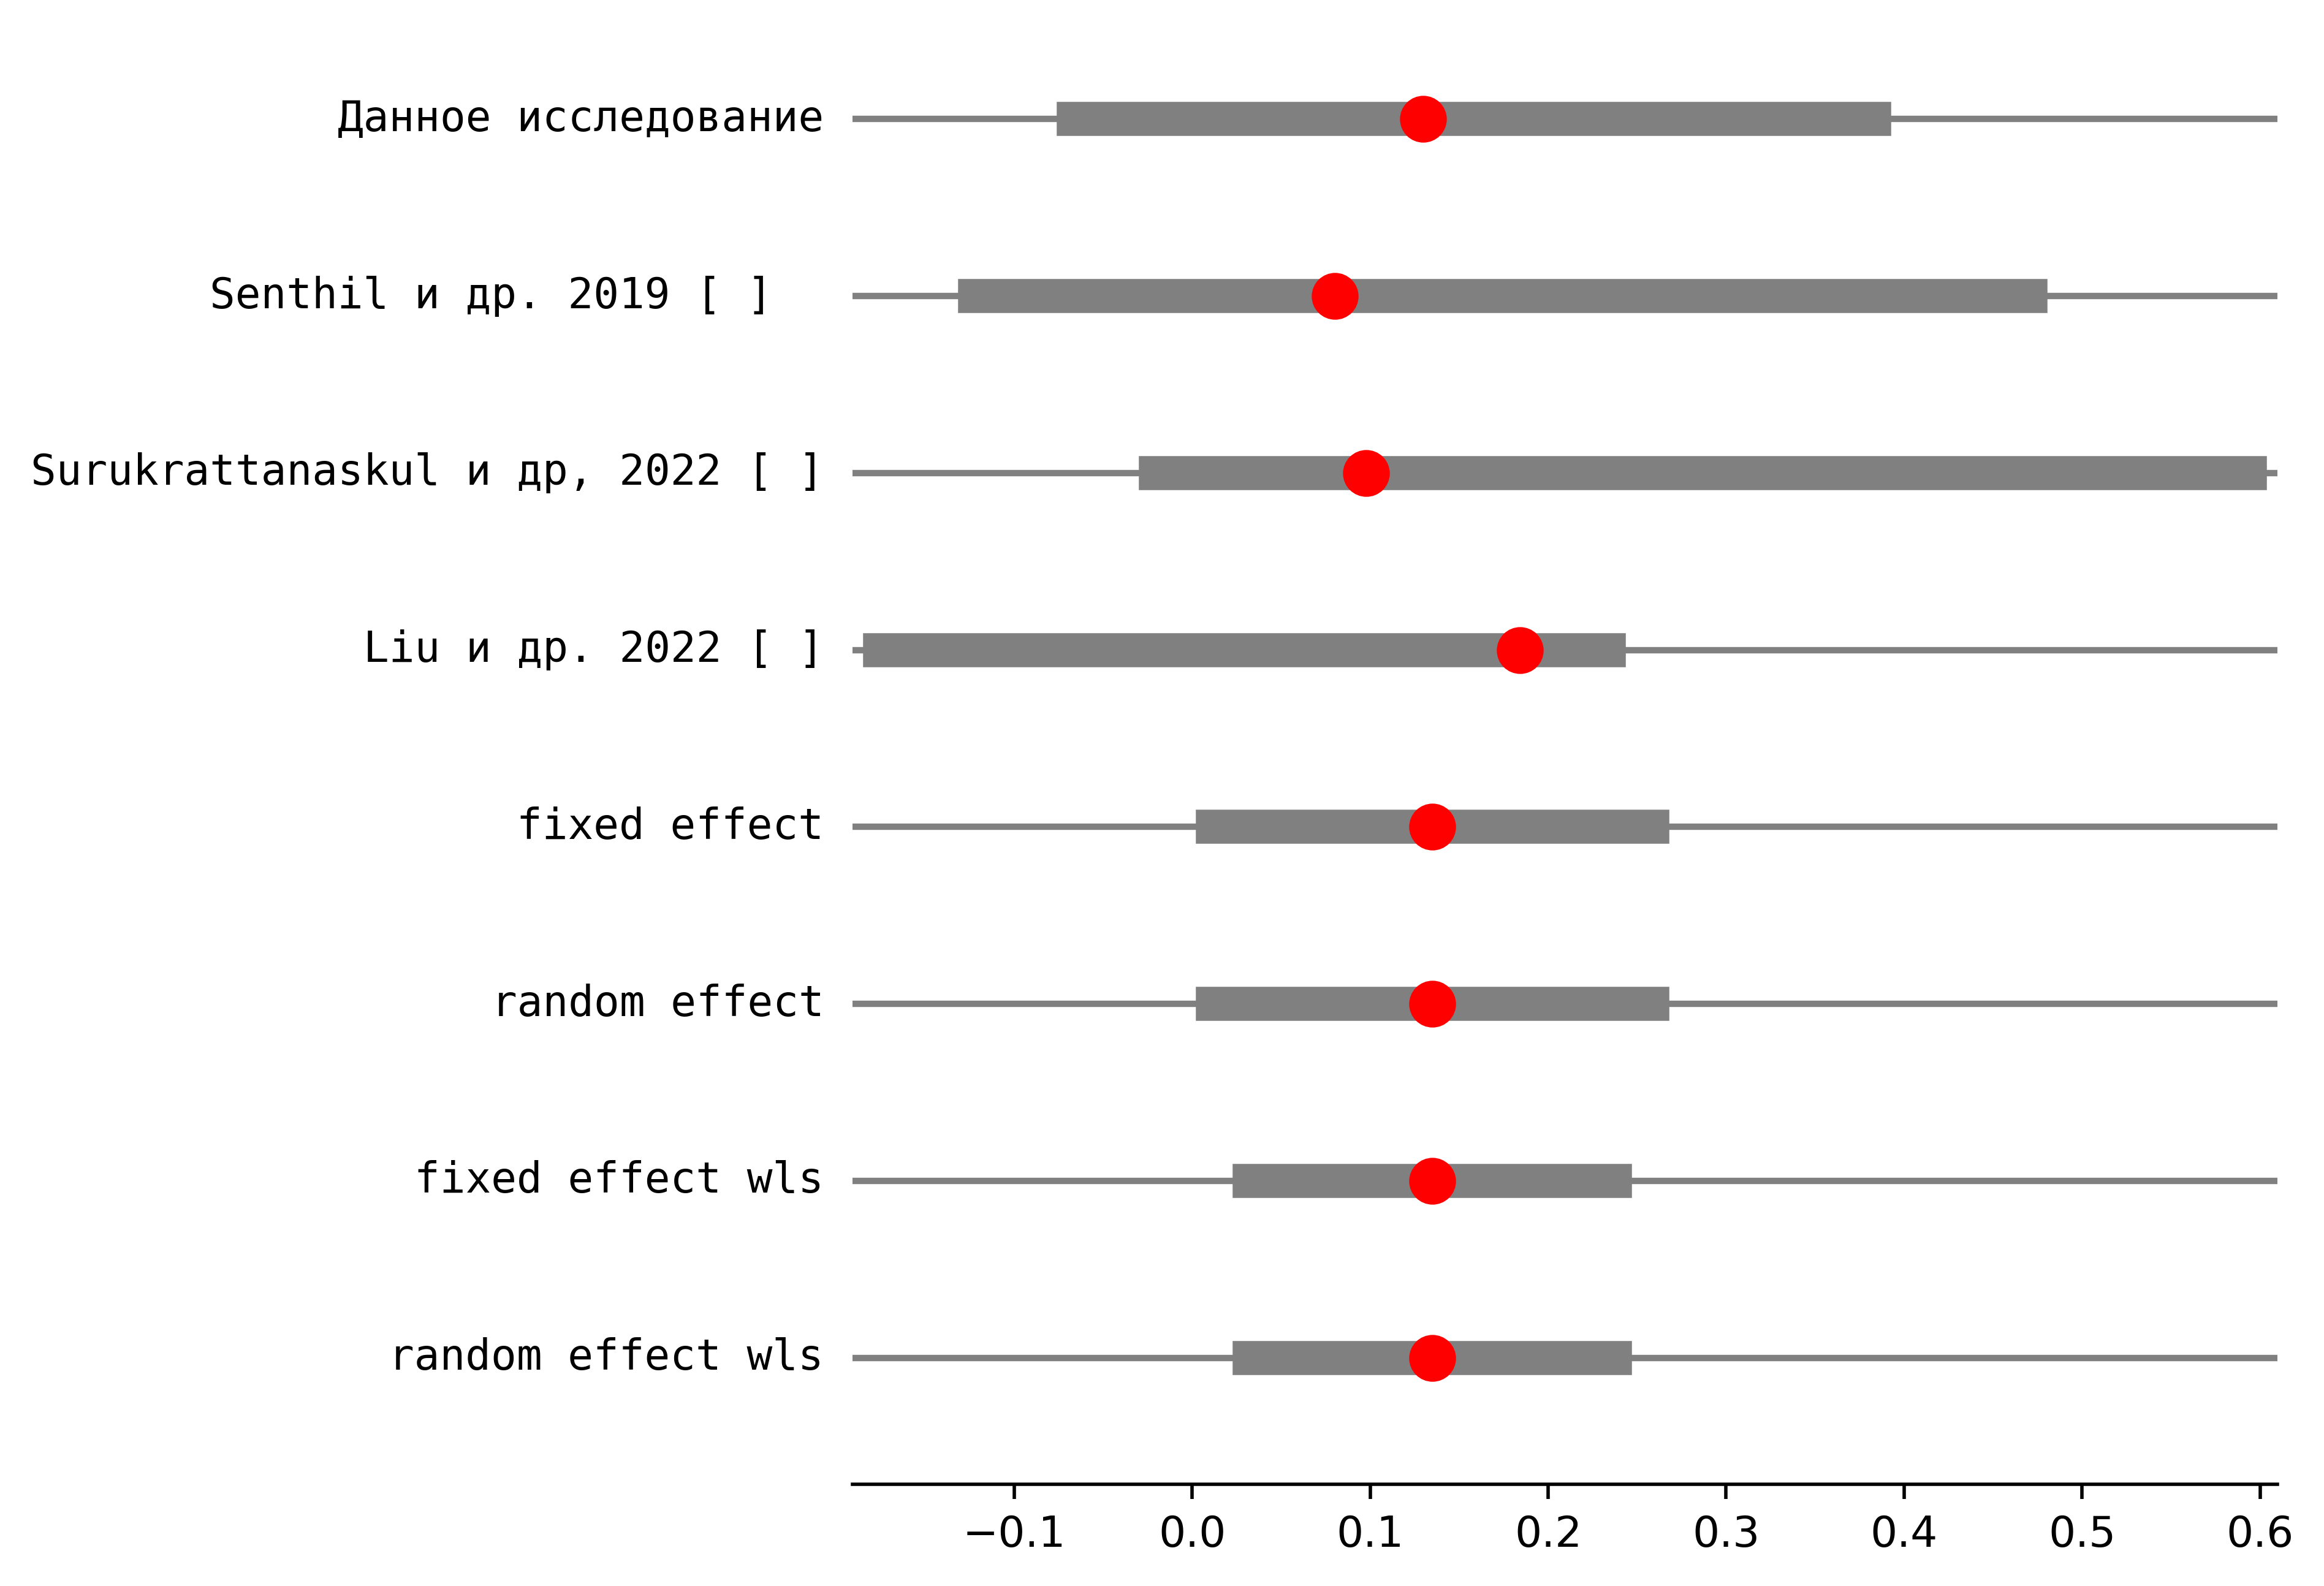 Данное исследование
Senthil и др. 2019 [ ]
Surukrattanaskul и др, 2022 [ ]
Liu и др. 2022 [ ]
fixed effect
random effect
fixed effect wls
random effect wls
−0.1 0.0 0.1 0.2 0.3 0.4 0.5 0.6